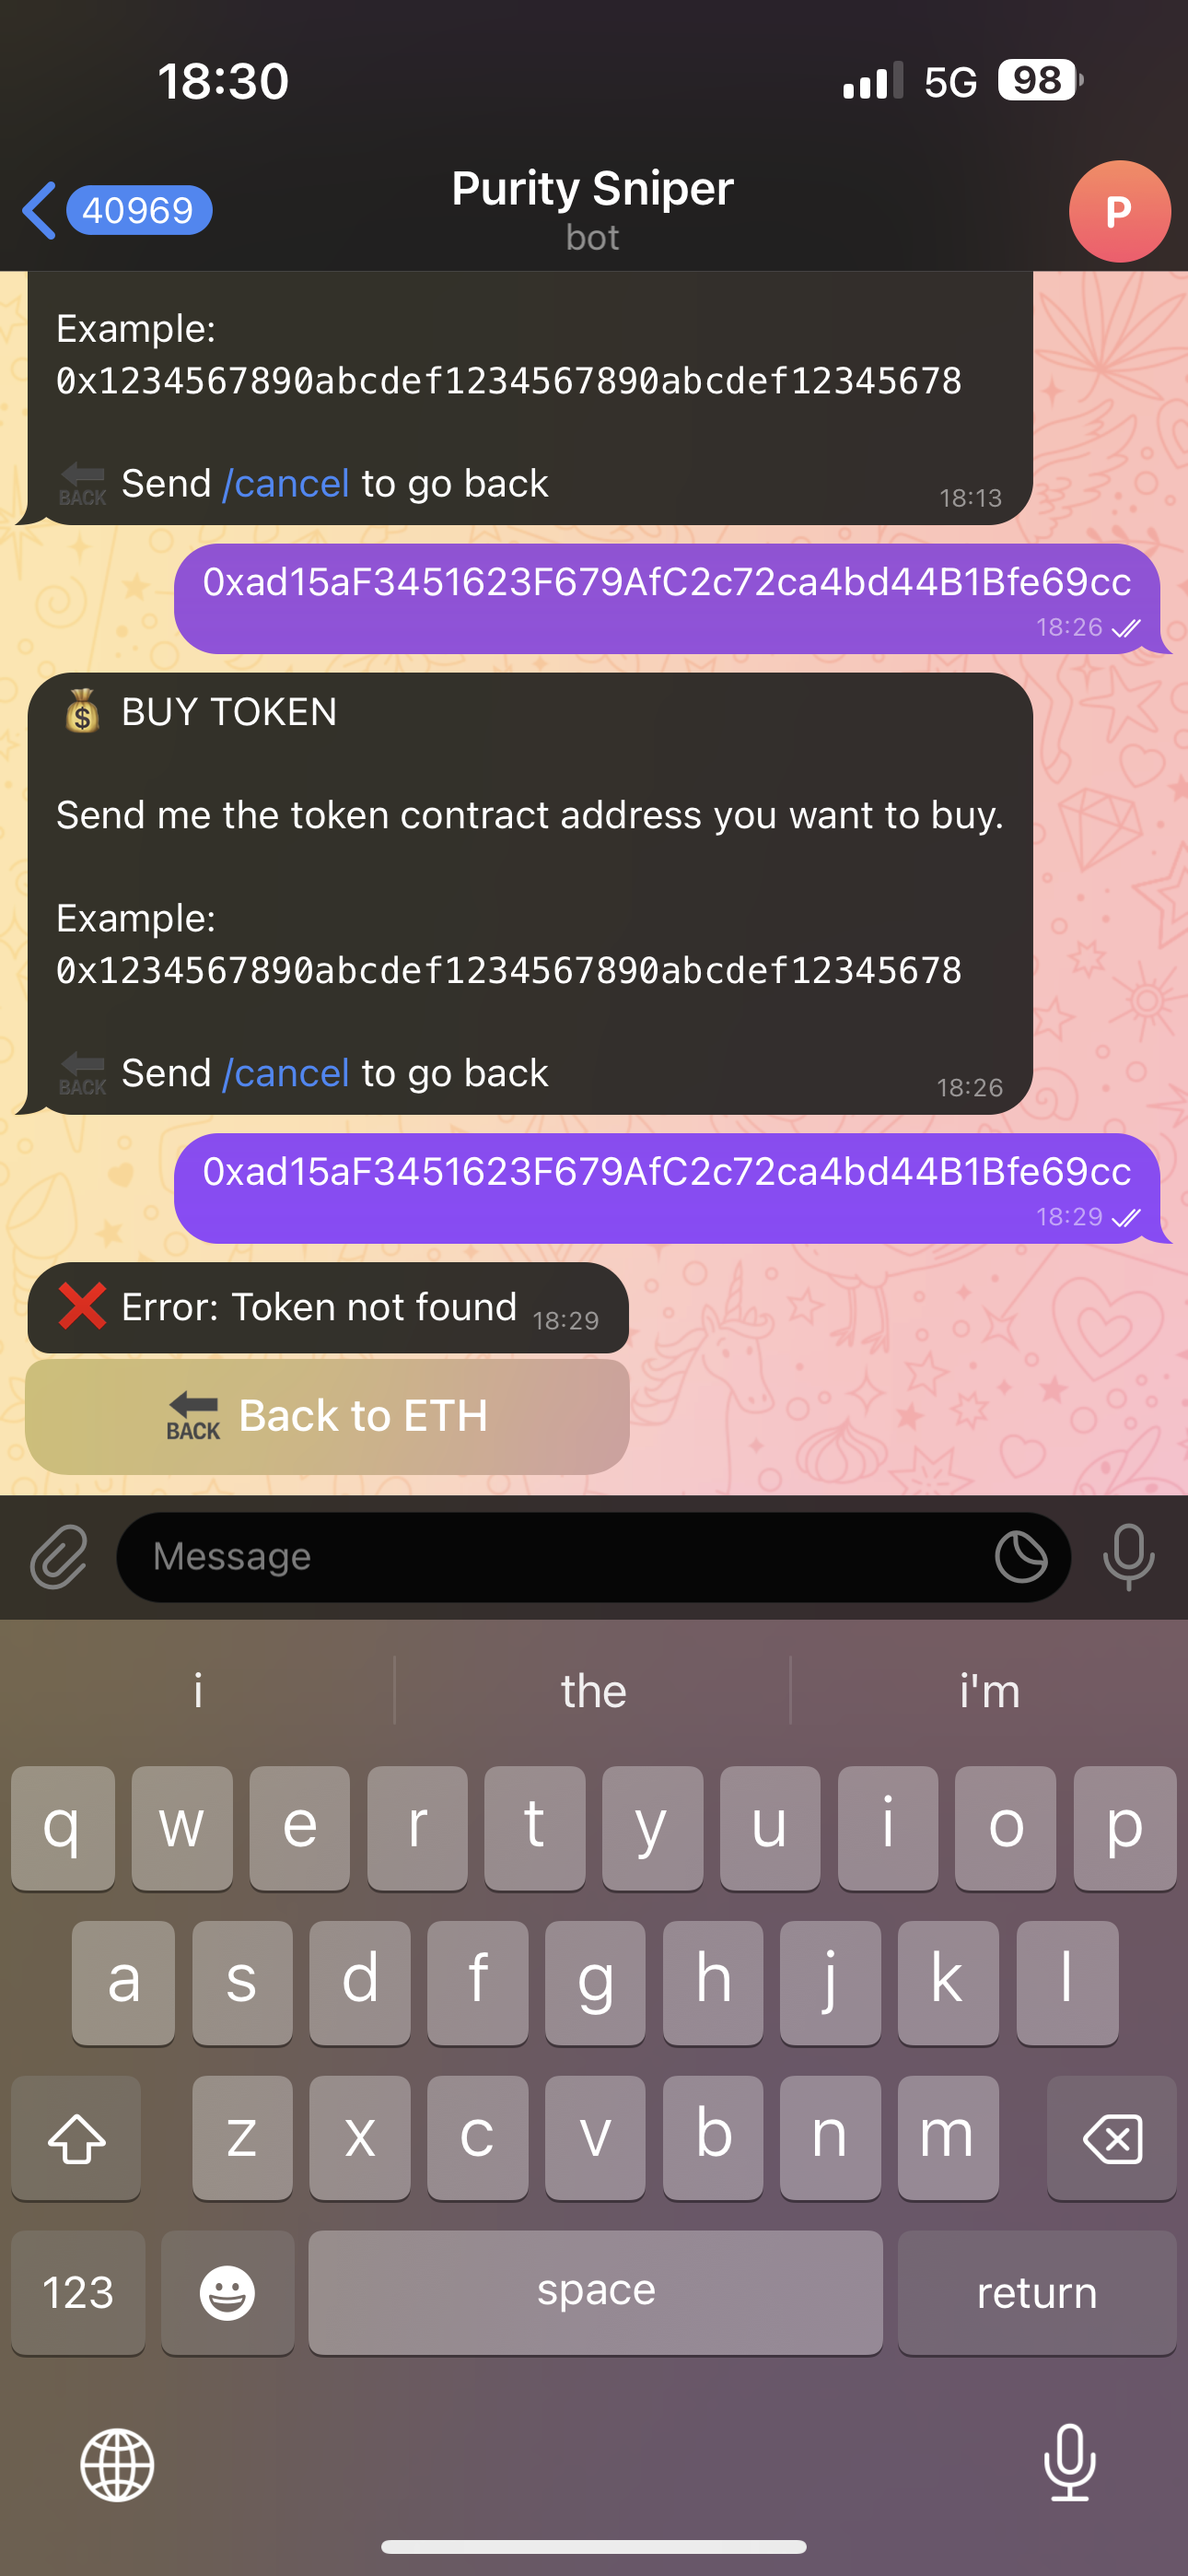 18:30
5G 98
40969
Purity Sniper
bot
P
Example:
0x1234567890abcdef1234567890abcdef12345678
BACK Send /cancel to go back
18:13
0xad15aF3451623F679AfC2c72ca4bd44B1Bfe69cc
18:26
💰 BUY TOKEN
Send me the token contract address you want to buy.
Example:
0x1234567890abcdef1234567890abcdef12345678
BACK Send /cancel to go back
18:26
0xad15aF3451623F679AfC2c72ca4bd44B1Bfe69cc
18:29
❌ Error: Token not found 18:29
BACK Back to ETH
Message
i the i'm
q w e r t y u i o p
a s d f g h j k l
z x c v b n m
123 space return